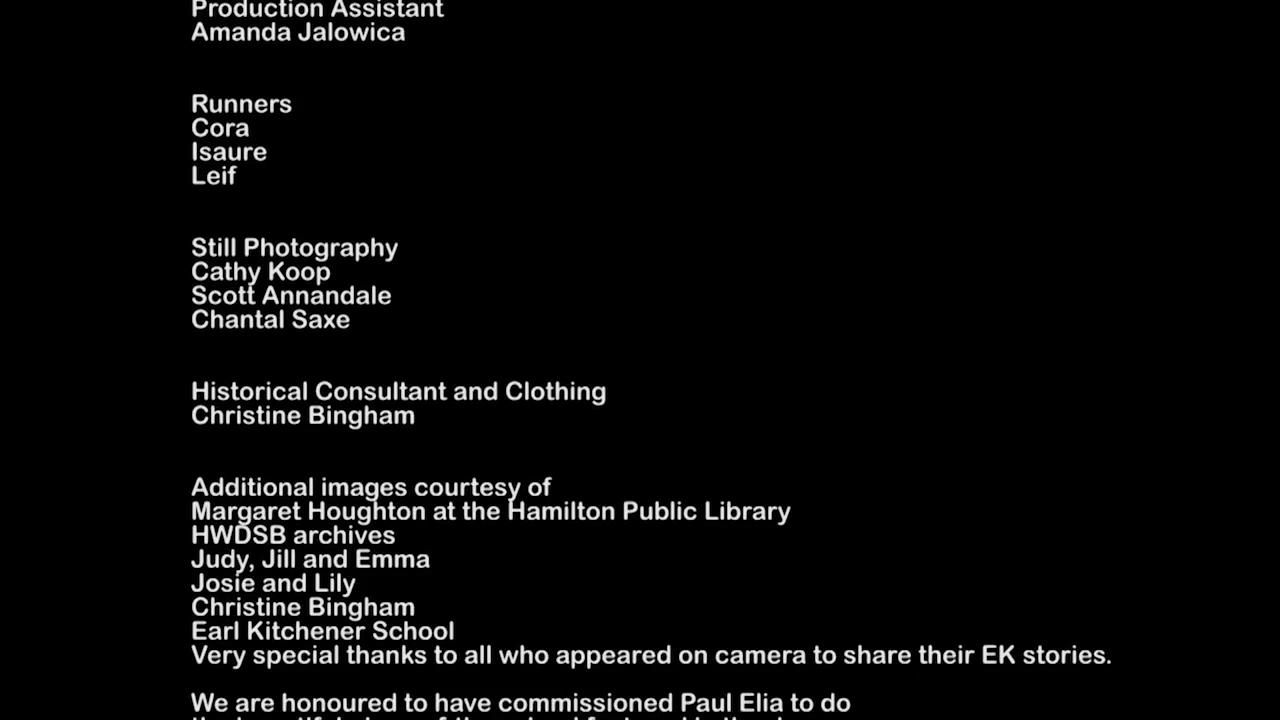 Production Assistant
Amanda Jalowica
Runners
Cora
Isaure
Leif
Still Photography
Cathy Koop
Scott Annandale
Chantal Saxe
Historical Consultant and Clothing
Christine Bingham
Additional images courtesy of
Margaret Houghton at the Hamilton Public Library
HWDSB archives
Judy, Jill and Emma
Josie and Lily
Christine Bingham
Earl Kitchener School
Very special thanks to all who appeared on camera to share their EK stories.
We are honoured to have commissioned Paul Elia to do